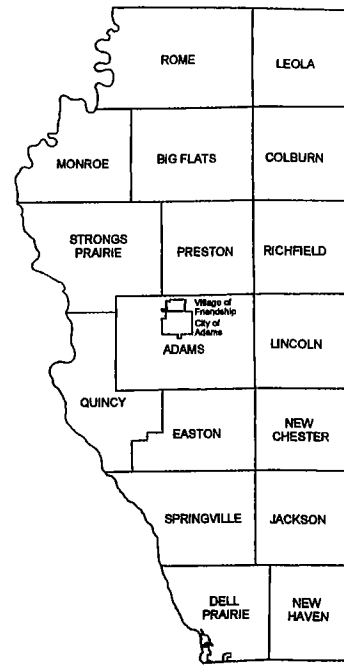 ROME
LEOLA
MONROE
BIG FLATS
COLBURN
STRONGS
PRAIRIE
PRESTON
RICHFIELD
Village of
Friendship
City of
Adams
ADAMS
LINCOLN
QUINCY
EASTON
NEW
CHESTER
SPRINGVILLE
JACKSON
DELL
PRAIRIE
NEW
HAVEN